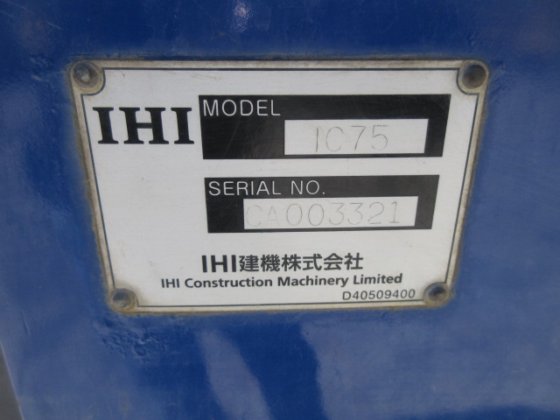 IHI
MODEL
IC75
SERIAL NO.
CA003321
IHI建機株式会社
IHI Construction Machinery Limited
D40509400